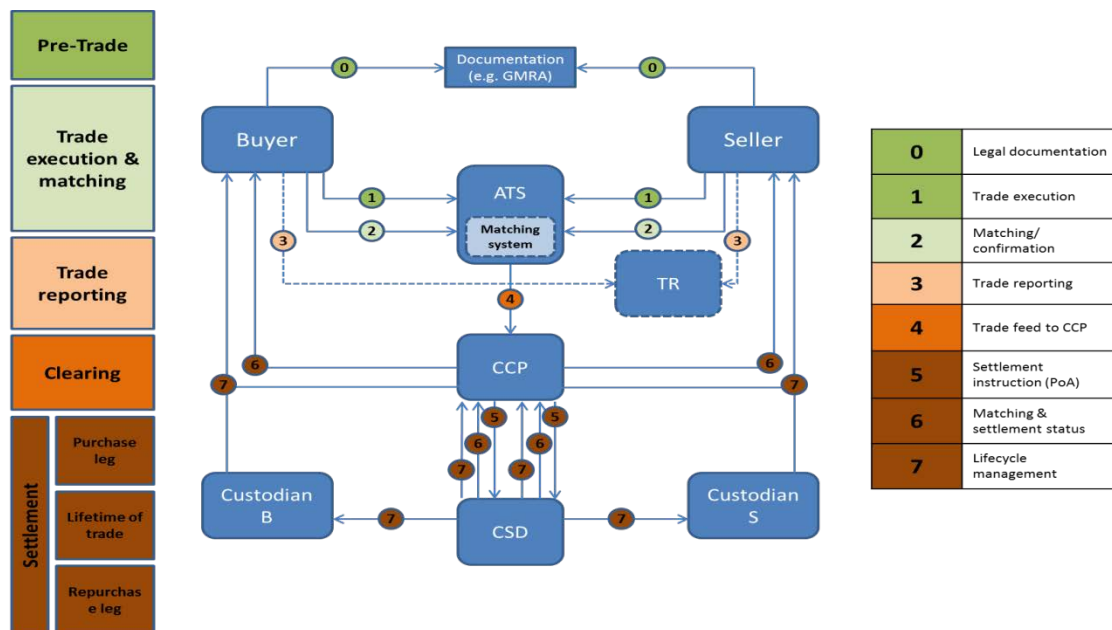 Pre-Trade
Trade
execution &
matching
Trade
reporting
Clearing
Settlement
Purchase
leg
Lifetime of
trade
Repurchas
e leg
Documentation
(e.g. GMRA)
0
0
Buyer
Seller
ATS
Matching
system
1
1
2
2
3
3
TR
4
CCP
6
6
7
7
5
5
6
6
7
7
Custodian
B
CSD
Custodian
S
7
7
0
Legal documentation
1
Trade execution
2
Matching/
confirmation
3
Trade reporting
4
Trade feed to CCP
5
Settlement
instruction (PoA)
6
Matching &
settlement status
7
Lifecycle
management